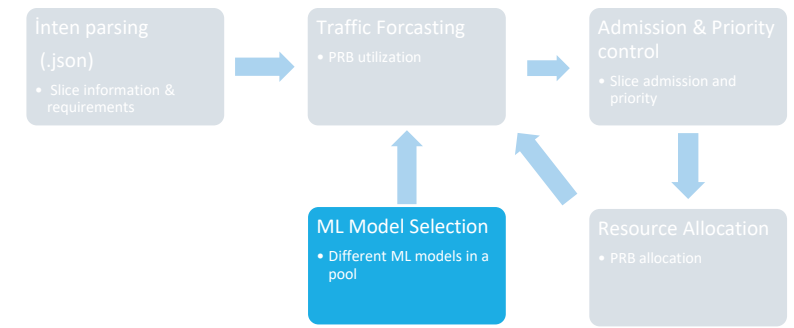 İnten parsing
(.json)
• Slice information &
requirements
Traffic Forcasting
• PRB utilization
Admission & Priority
control
• Slice admission and
priority
ML Model Selection
• Different ML models in a
pool
Resource Allocation
• PRB allocation